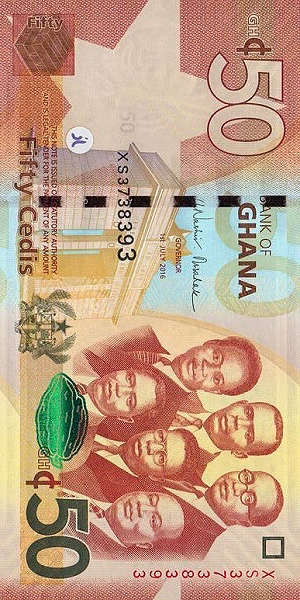 BANK OF
GHANA
GH₵50
Fifty
XS3738393
THIS NOTE IS ISSUED ON STATUTORY AUTHORITY
AND IS LEGAL TENDER FOR THE PAYMENT OF ANY AMOUNT
Fifty Cedis
GOVERNOR
1ST JULY 2016
50
GH₵50
XS3738393